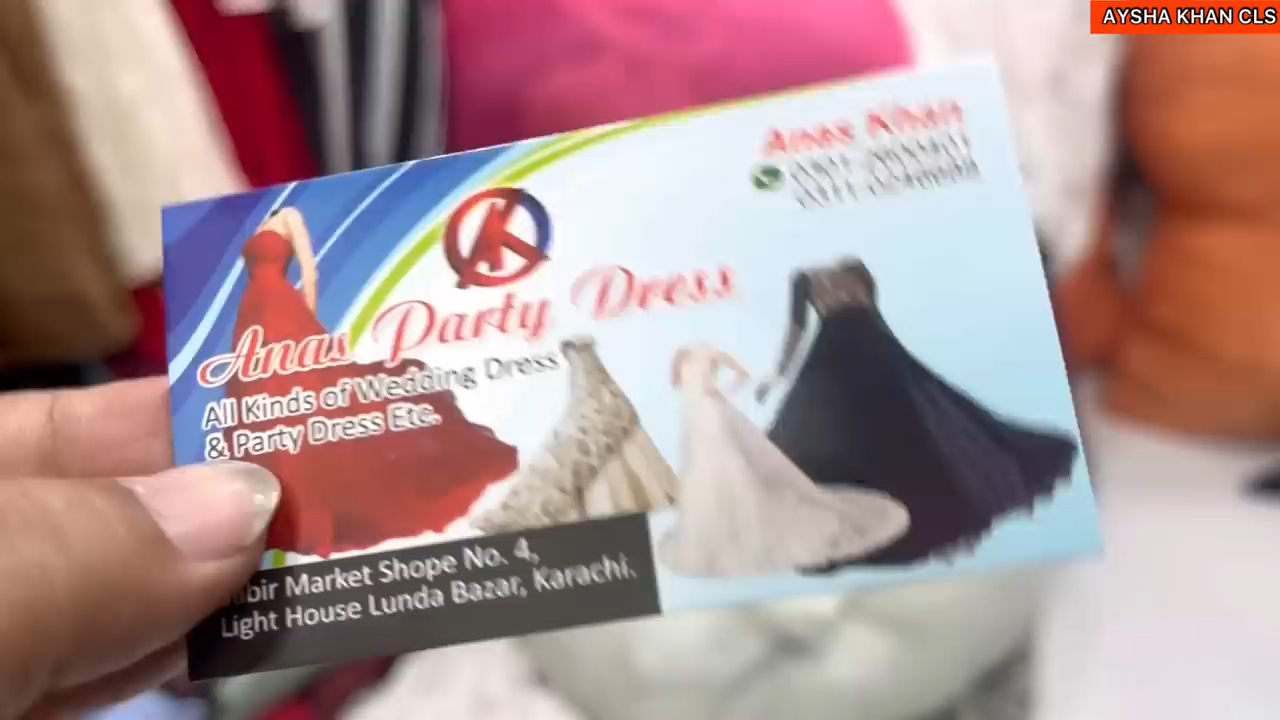 AYSHA KHAN CLS
Anas Khan
AK
Anas Party Dress
All Kinds of Wedding Dress
& Party Dress Etc.
Market Shope No. 4,
Light House Lunda Bazar, Karachi.